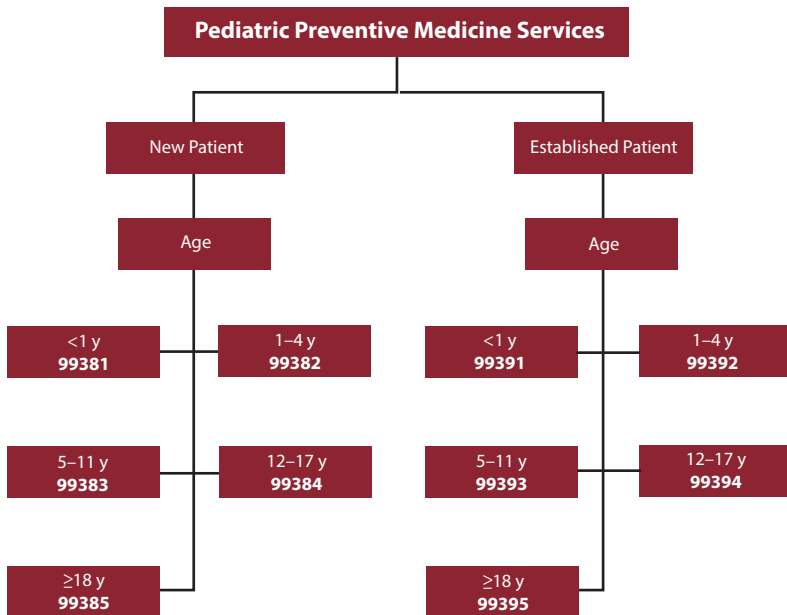 Pediatric Preventive Medicine Services
New Patient
Established Patient
Age
Age
<1 y
99381
1–4 y
99382
<1 y
99391
1–4 y
99392
5–11 y
99383
12–17 y
99384
5–11 y
99393
12–17 y
99394
≥18 y
99385
≥18 y
99395